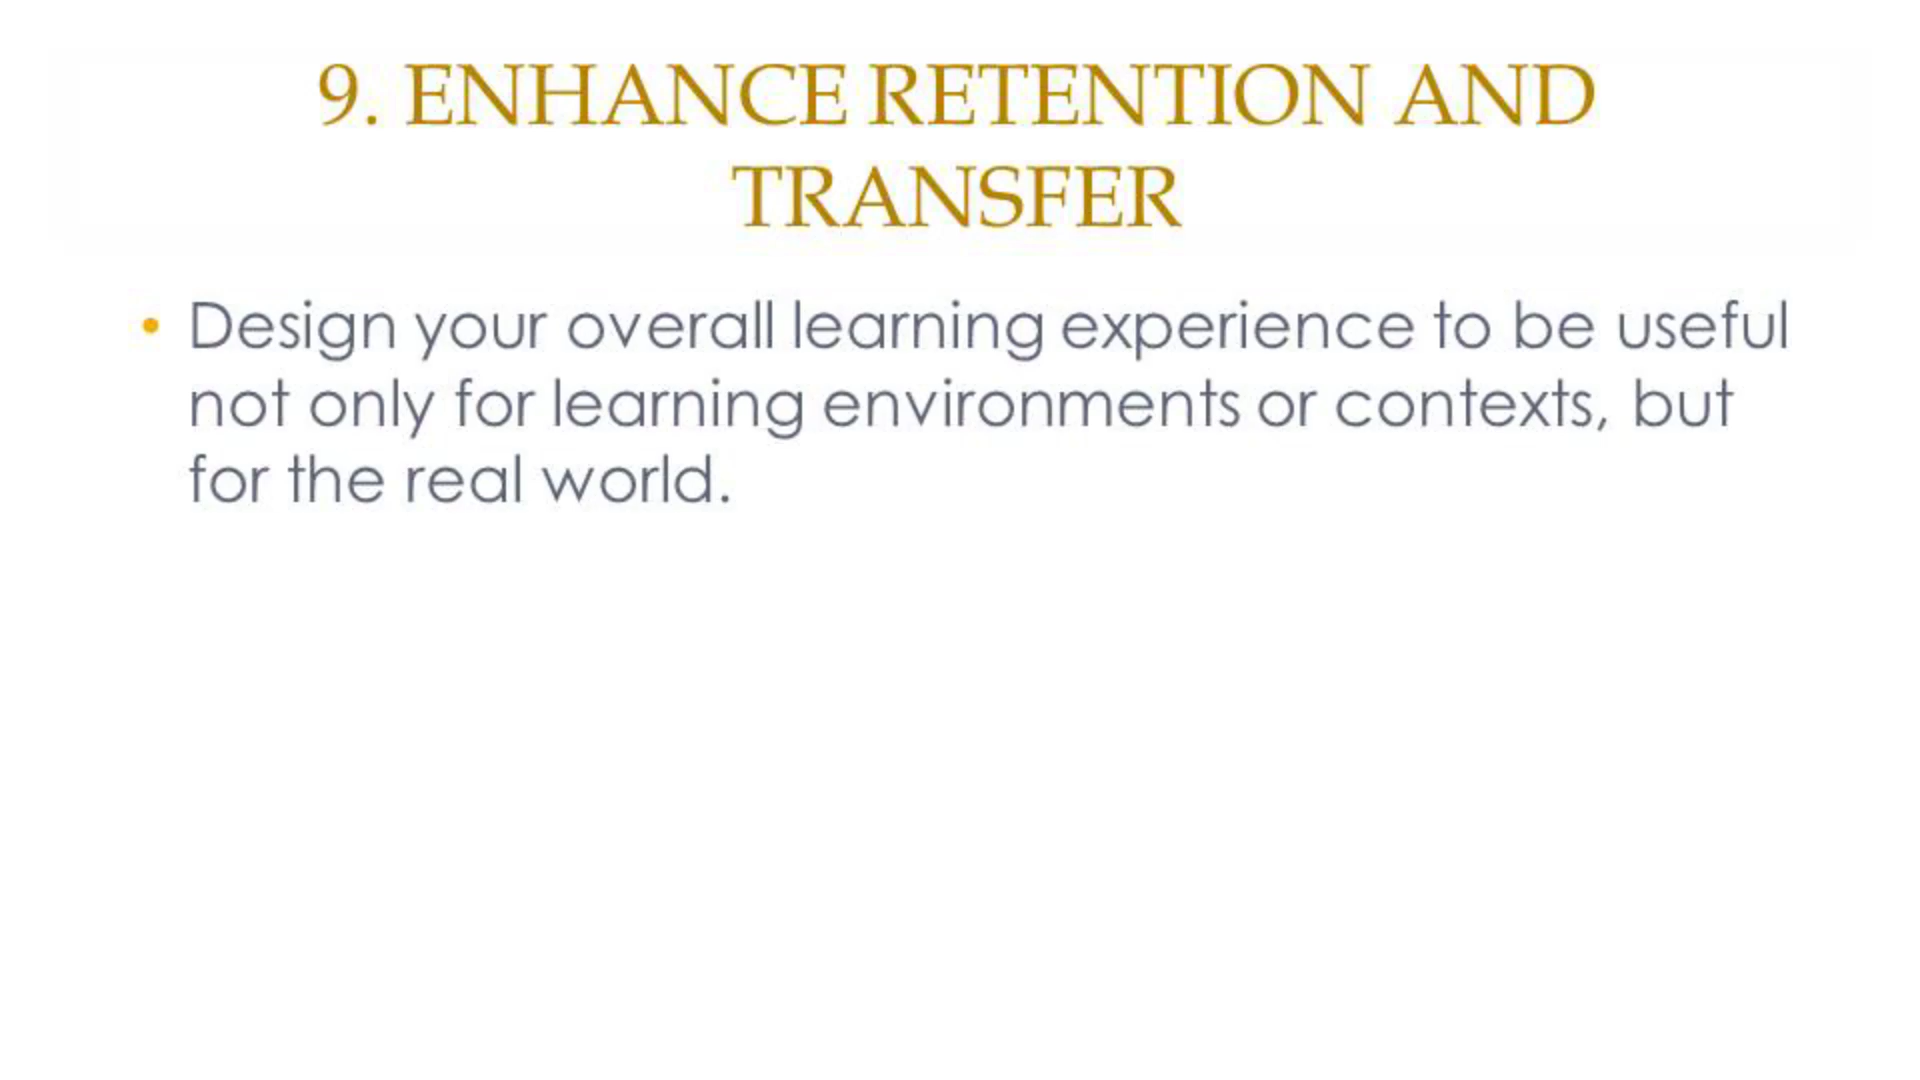 9. ENHANCE RETENTION AND
TRANSFER
• Design your overall learning experience to be useful
not only for learning environments or contexts, but
for the real world.